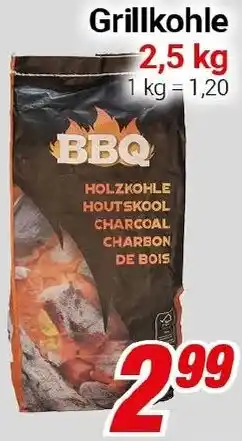 Grillkohle
2,5 kg
1 kg = 1,20
BBQ
HOLZKOHLE
HOUTSKOOL
CHARCOAL
CHARBON
DE BOIS
2.99